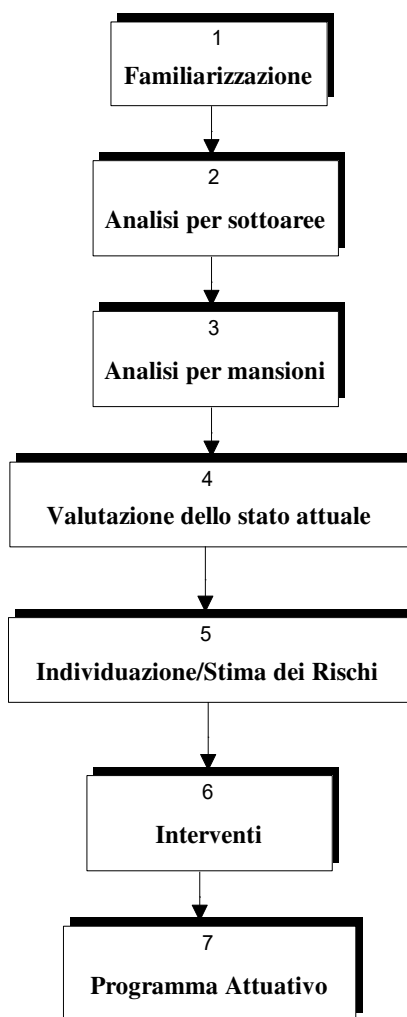 1
Familiarizzazione
2
Analisi per sottoaree
3
Analisi per mansioni
4
Valutazione dello stato attuale
5
Individuazione/Stima dei Rischi
6
Interventi
7
Programma Attuativo